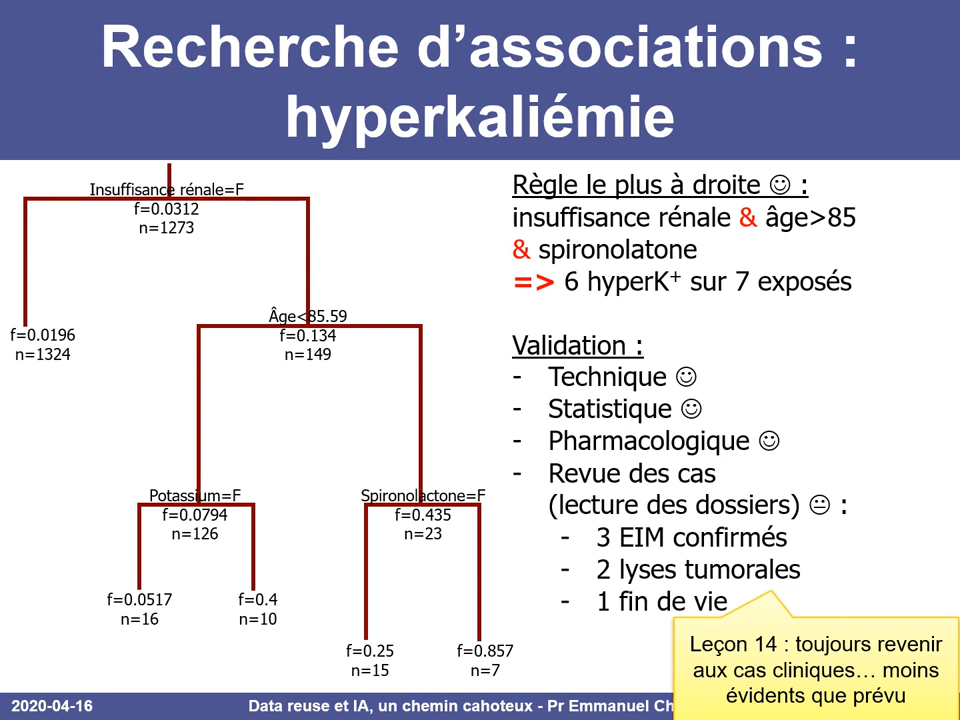 Recherche d’associations :
hyperkaliémie
Insuffisance rénale=F
f=0.0312
n=1273
f=0.0196
n=1324
Âge<85.59
f=0.134
n=149
Potassium=F
f=0.0794
n=126
Spironolactone=F
f=0.435
n=23
f=0.0517
n=16
f=0.4
n=10
f=0.25
n=15
f=0.857
n=7
Règle le plus à droite ☺ :
insuffisance rénale & âge>85
& spironolatone
=> 6 hyperK⁺ sur 7 exposés
Validation :
- Technique ☺
- Statistique ☺
- Pharmacologique ☺
- Revue des cas
(lecture des dossiers) 😐 :
- 3 EIM confirmés
- 2 lyses tumorales
- 1 fin de vie
Leçon 14 : toujours revenir
aux cas cliniques… moins
évidents que prévu
2020-04-16
Data reuse et IA, un chemin cahoteux - Pr Emmanuel Ch